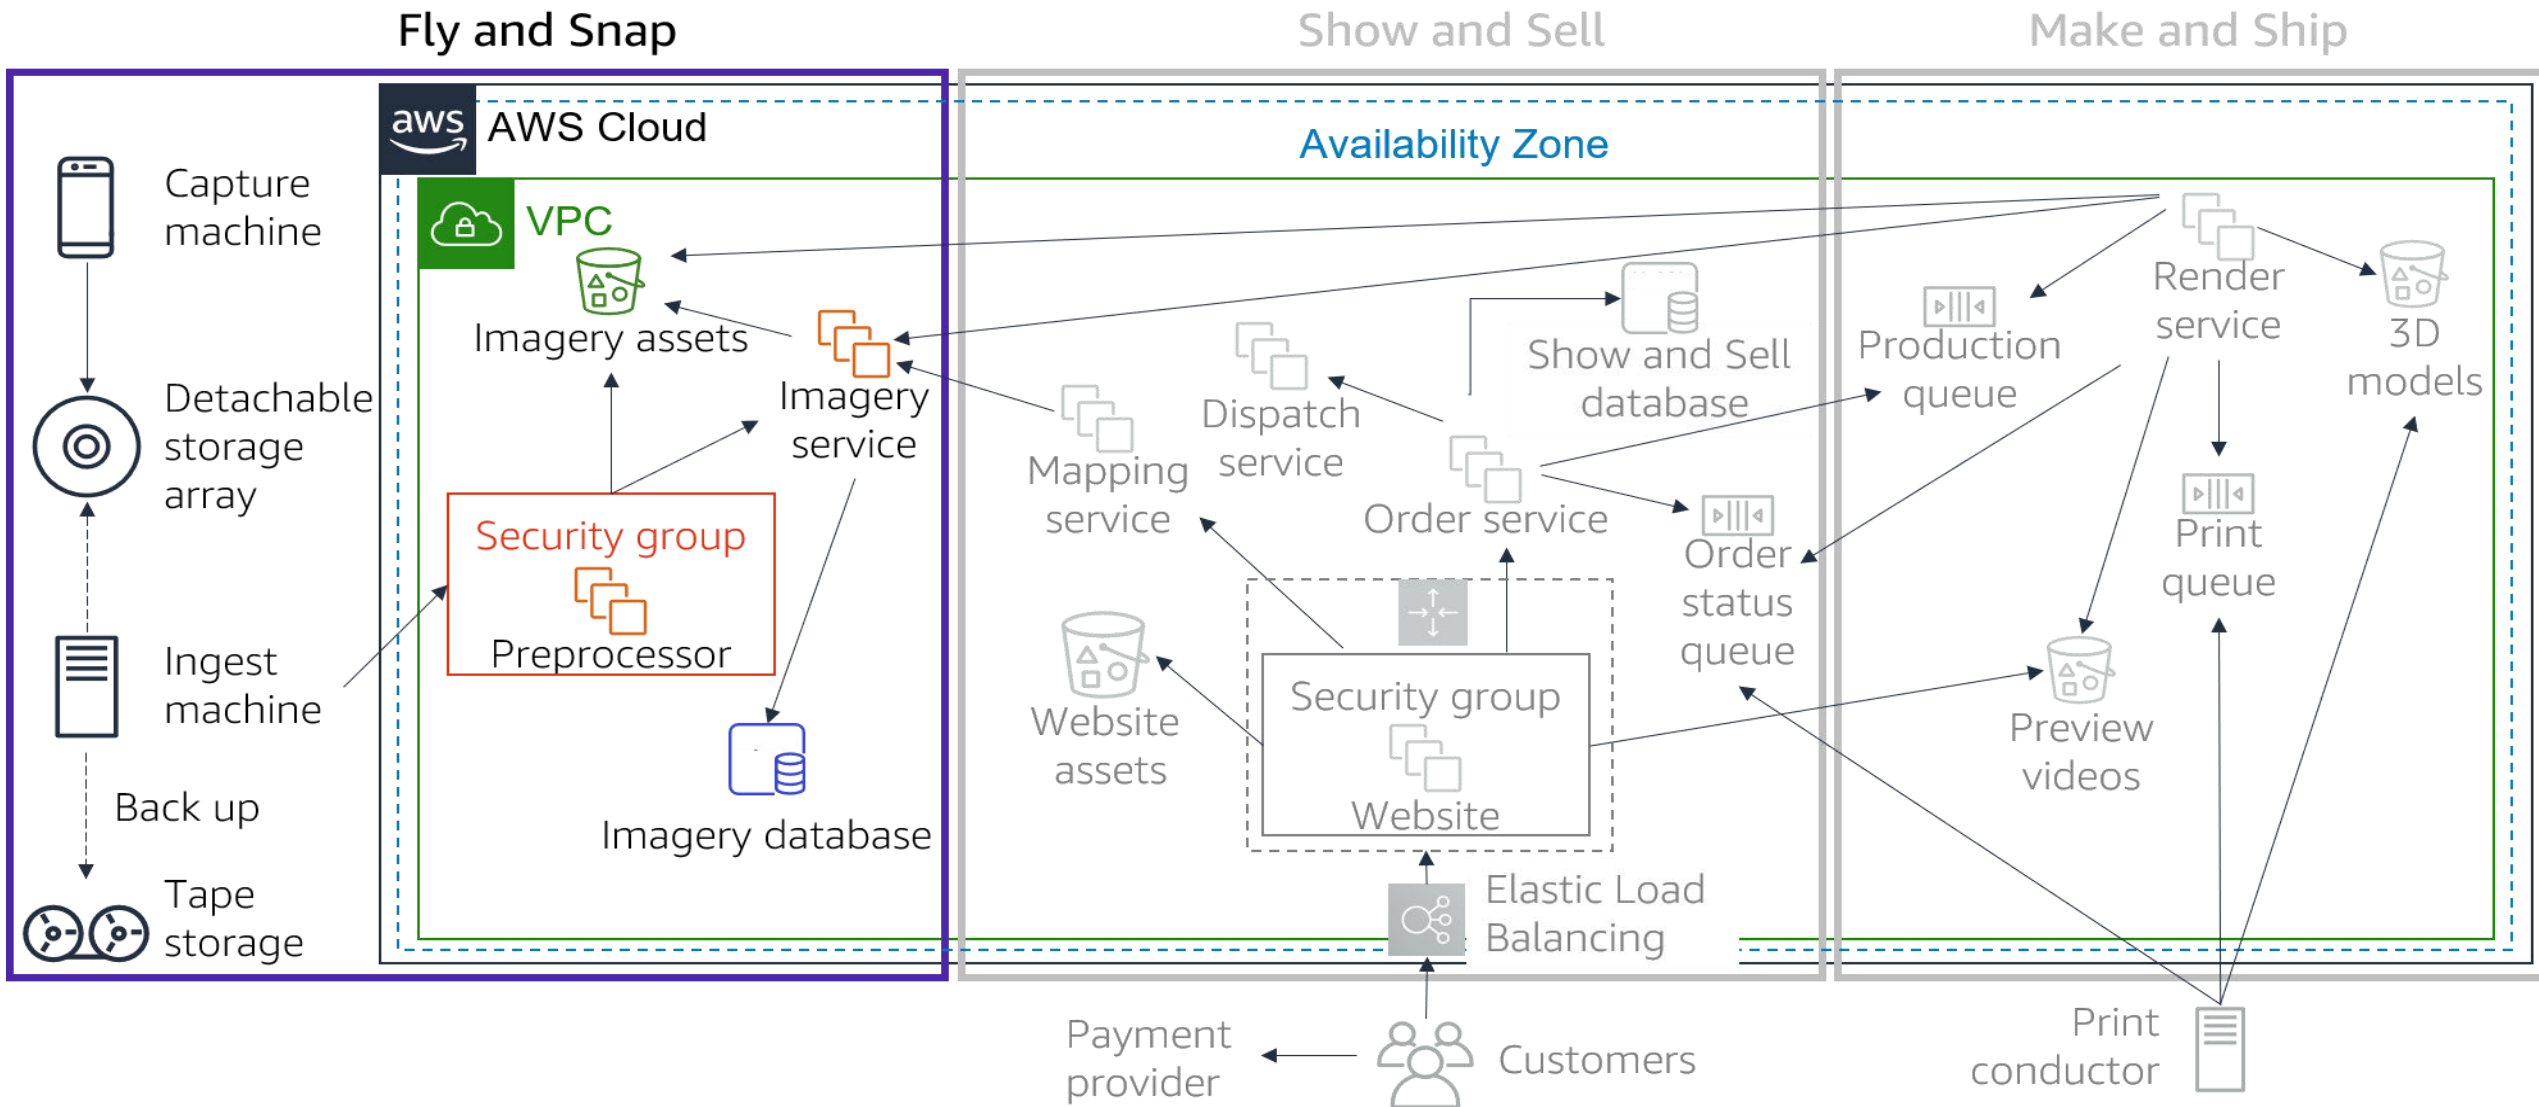 Fly and Snap
Show and Sell
Make and Ship
aws
AWS Cloud
Availability Zone
VPC
Capture
machine
Detachable
storage
array
Ingest
machine
Back up
Tape
storage
Imagery assets
Imagery
service
Security group
Preprocessor
Imagery database
Mapping
service
Dispatch
service
Show and Sell
database
Order service
Order
status
queue
Website
assets
Security group
Website
Elastic Load
Balancing
Payment
provider
Customers
Production
queue
Render
service
3D
models
Print
queue
Preview
videos
Print
conductor